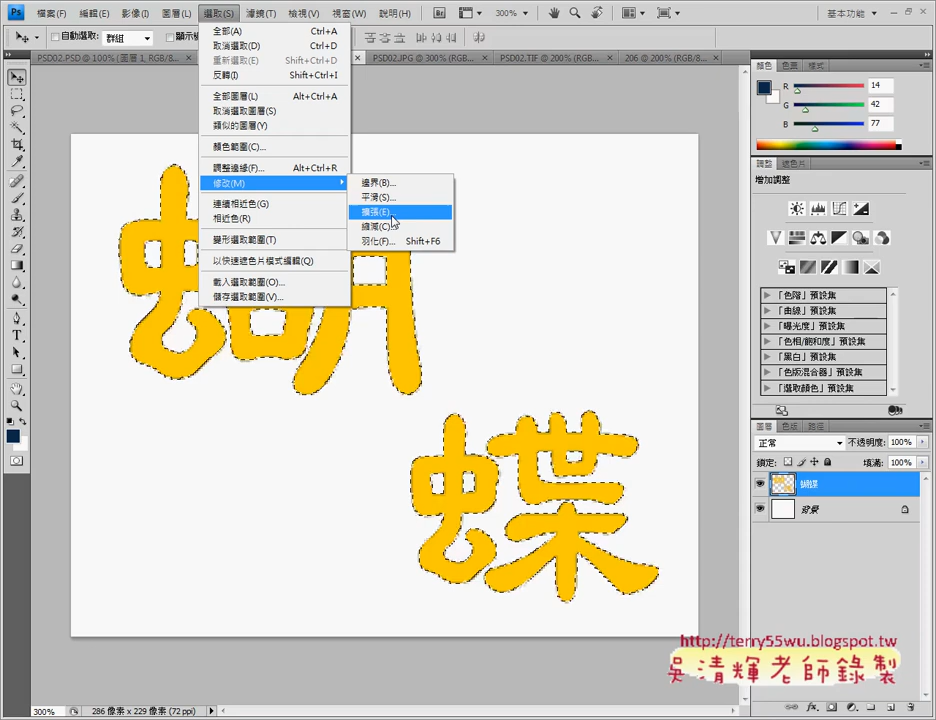 Ps 檔案(F) 編輯(E) 影像(I) 圖層(L) 選取(S) 濾鏡(T) 檢視(V) 視窗(W) 說明(H) Br 300% 基本功能
自動選取: 群組
PSD02.PSD @ 100% (圖層 1, RGB/8... PSD02.JPG @ 300% (RGB/8... PSD02.TIF @ 200% (RGB/8... 206 @ 200% (RGB/8...
全部(A) Ctrl+A
取消選取(D) Ctrl+D
重新選取(E) Shift+Ctrl+D
反轉(I) Shift+Ctrl+I
全部圖層(L) Alt+Ctrl+A
取消選取圖層(S)
類似的圖層(Y)
顏色範圍(C)...
調整邊緣(F)... Alt+Ctrl+R
修改(M)
連續相近色(G)
相近色(R)
變形選取範圍(T)
以快速遮色片模式編輯(Q)
載入選取範圍(O)...
儲存選取範圍(V)...
邊界(B)...
平滑(S)...
擴張(E)...
縮減(C)...
羽化(F)... Shift+F6
蝴
蝶
顏色 色票 樣式
R 14
G 42
B 77
調整 遮色片
增加調整
「色階」預設集
「曲線」預設集
「曝光度」預設集
「色相/飽和度」預設集
「黑白」預設集
「色版混合器」預設集
「選取顏色」預設集
圖層 色版 路徑
正常 不透明度: 100%
鎖定: 填滿: 100%
蝴蝶
背景
http://terry55wu.blogspot.tw
吳清輝老師錄製
300% 286 像素 x 229 像素 (72 ppi)